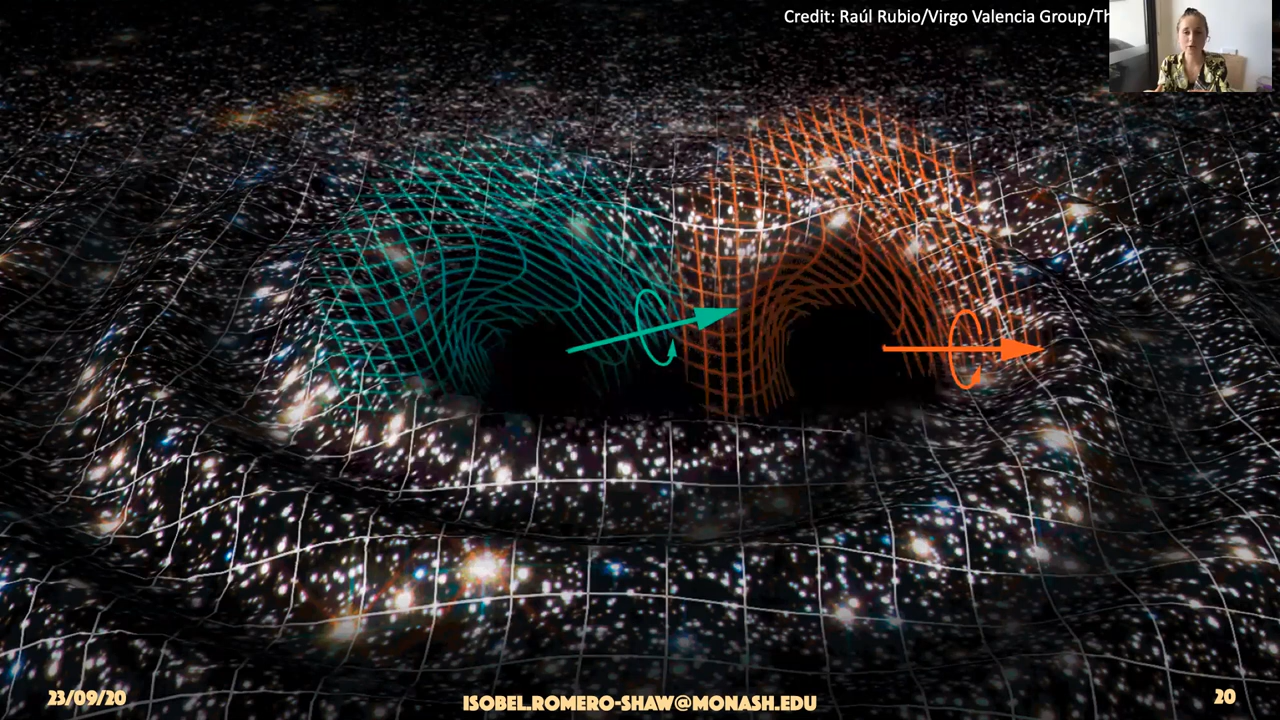 Credit: Raúl Rubio/Virgo Valencia Group/Th
23/09/20
ISOBEL.ROMERO-SHAW@MONASH.EDU
20